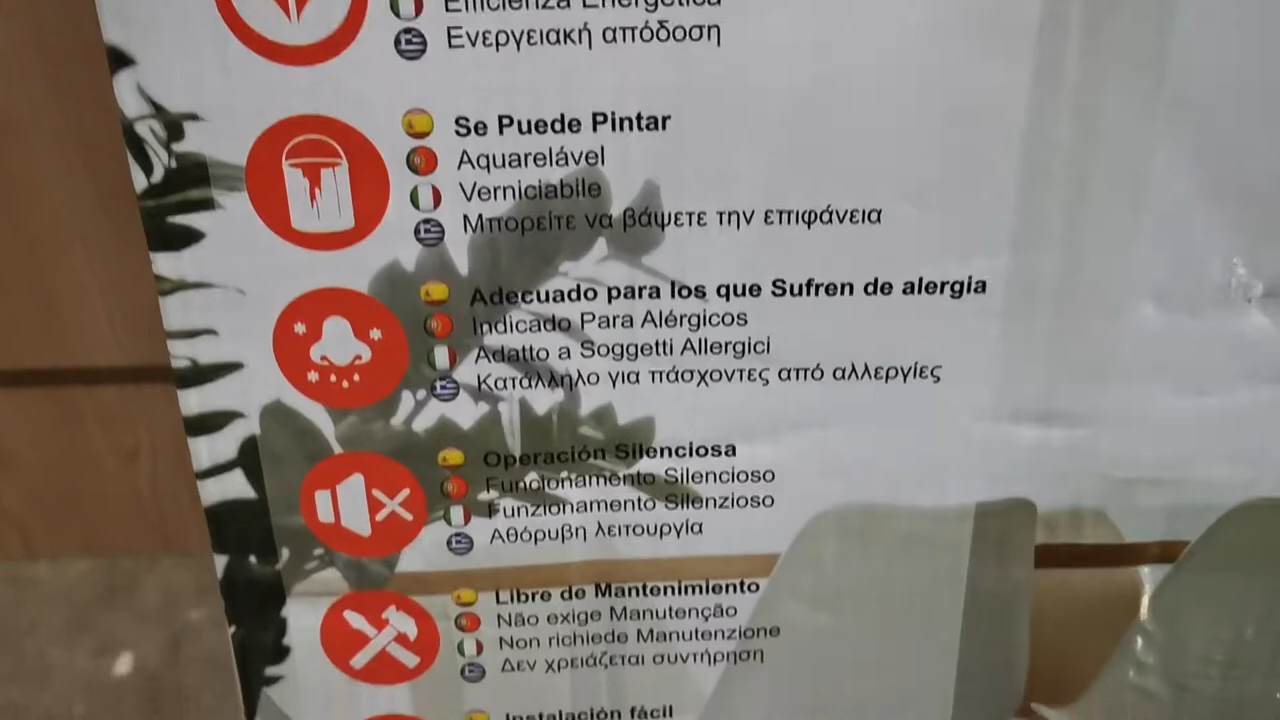 Efficienza Energetica
Ενεργειακή απόδοση
Se Puede Pintar
Aquarelável
Verniciabile
Μπορείτε να βάψετε την επιφάνεια
Adecuado para los que Sufren de alergia
Indicado Para Alérgicos
Adatto a Soggetti Allergici
Κατάλληλο για πάσχοντες από αλλεργίες
Operación Silenciosa
Funcionamento Silencioso
Funzionamento Silenzioso
Αθόρυβη λειτουργία
Libre de Mantenimiento
Não exige Manutenção
Non richiede Manutenzione
Δεν χρειάζεται συντήρηση
Instalación fácil